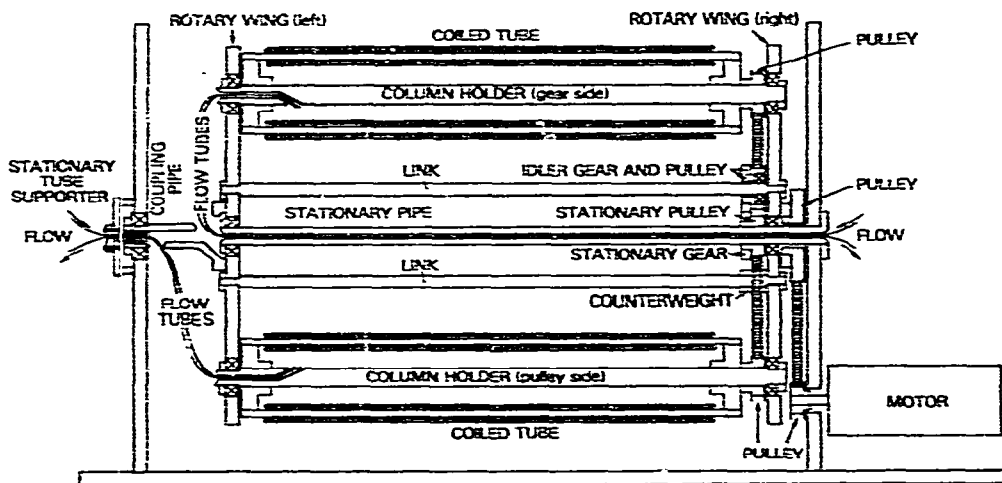 ROTARY WING (left)
ROTARY WING (right)
COILED TUBE
PULLEY
COLUMN HOLDER (gear side)
FLOW TUBES
COUPLING
PIPE
STATIONARY
TUBE
SUPPORTER
LINK
IDLER GEAR AND PULLEY
PULLEY
STATIONARY PIPE
STATIONARY PULLEY
FLOW
FLOW
STATIONARY GEAR
LINK
COUNTERWEIGHT
FLOW
TUBES
COLUMN HOLDER (pulley side)
MOTOR
COILED TUBE
PULLEY